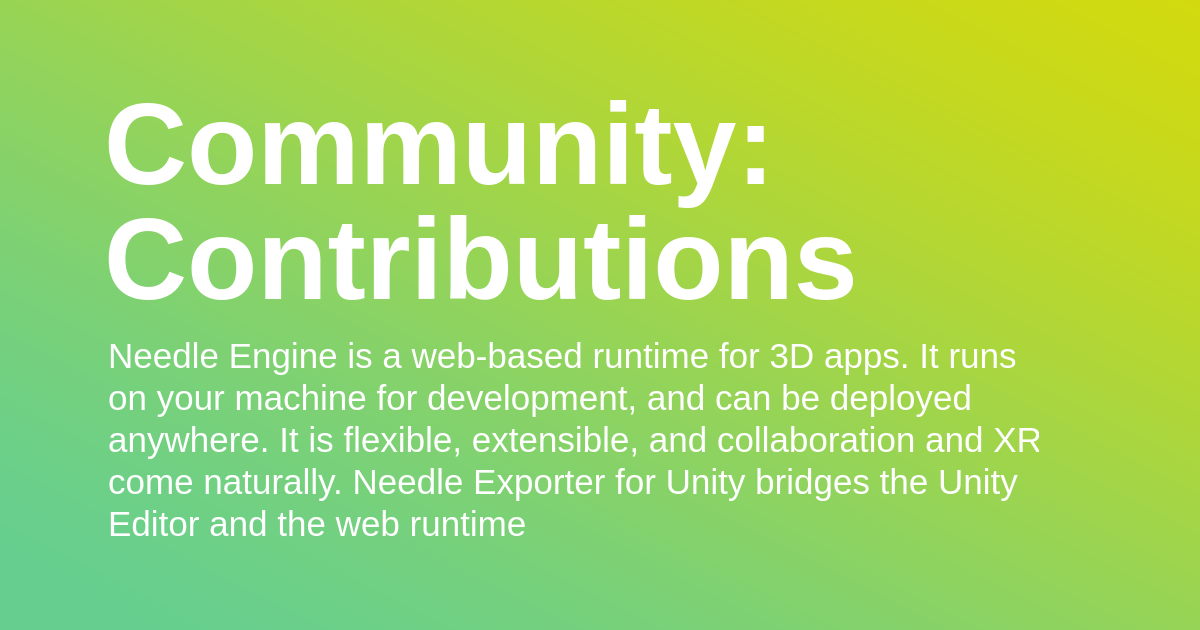 Community:
Contributions
Needle Engine is a web-based runtime for 3D apps. It runs
on your machine for development, and can be deployed
anywhere. It is flexible, extensible, and collaboration and XR
come naturally. Needle Exporter for Unity bridges the Unity
Editor and the web runtime